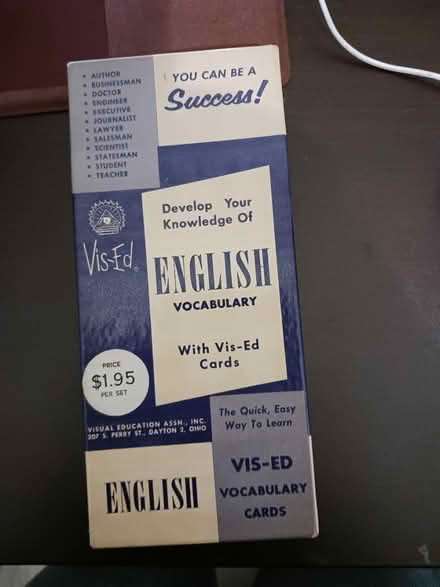 • AUTHOR
• BUSINESSMAN
• DOCTOR
• ENGINEER
• EXECUTIVE
• JOURNALIST
• LAWYER
• SALESMAN
• SCIENTIST
• STATESMAN
• STUDENT
• TEACHER
YOU CAN BE A
Success!
Vis-Ed®
Develop Your
Knowledge Of
ENGLISH
VOCABULARY
With Vis-Ed
Cards
PRICE
$1.95
PER SET
VISUAL EDUCATION ASSN., INC.
207 S. PERRY ST., DAYTON 2, OHIO
The Quick, Easy
Way To Learn
ENGLISH
VIS-ED
VOCABULARY
CARDS